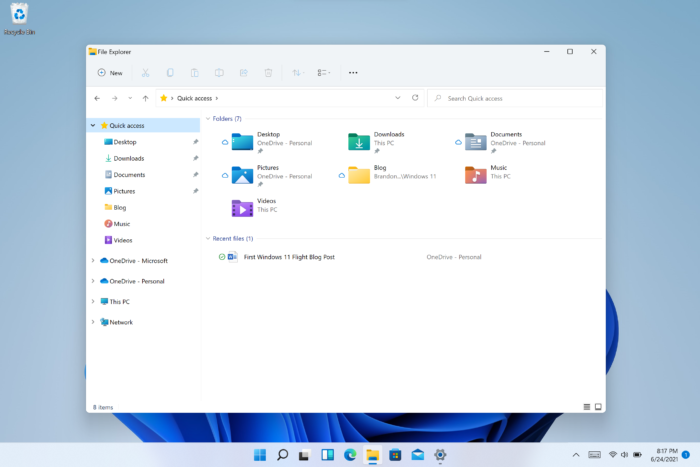 Recycle Bin
File Explorer
New
Quick access
Search Quick access
Quick access
Desktop
Downloads
Documents
Pictures
Blog
Music
Videos
OneDrive - Microsoft
OneDrive - Personal
This PC
Network
Folders (7)
Desktop
OneDrive - Personal
Downloads
This PC
Documents
OneDrive - Personal
Pictures
OneDrive - Personal
Blog
Brandon...\Windows 11
Music
This PC
Videos
This PC
Recent files (1)
First Windows 11 Flight Blog Post
OneDrive - Personal
8 items
8:17 PM
6/24/2021